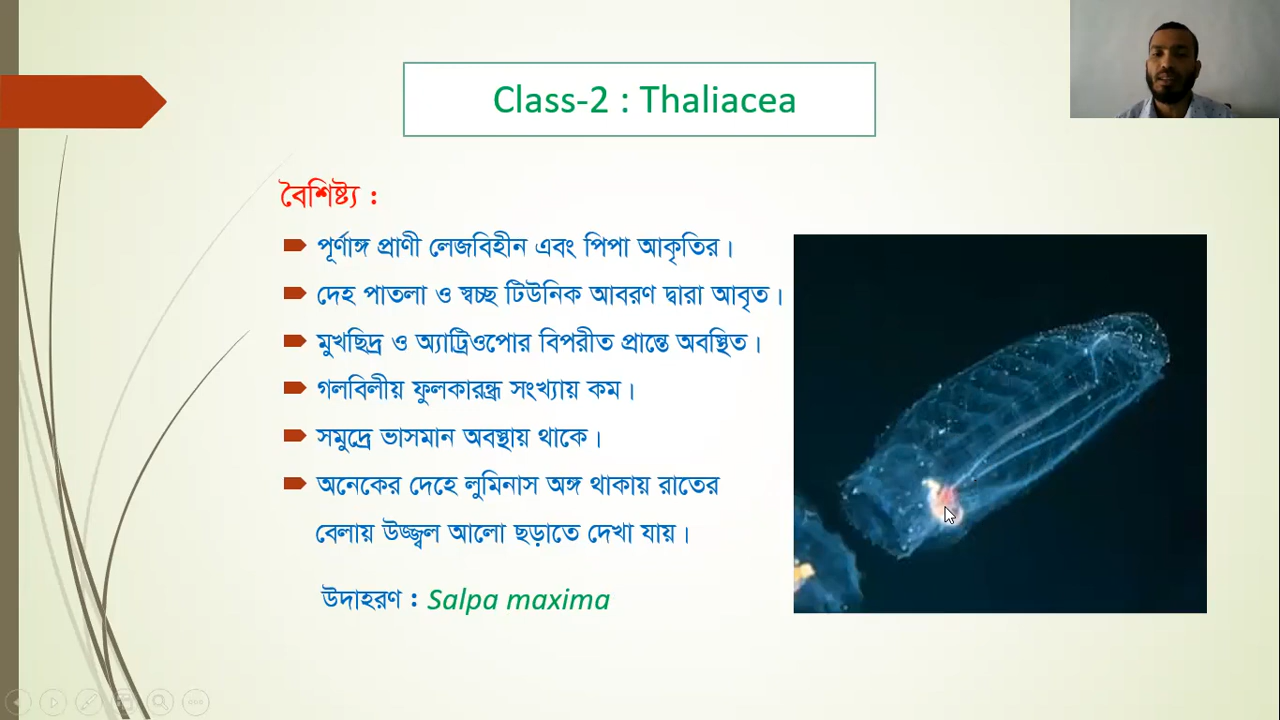 Class-2 : Thaliacea
বৈশিষ্ট্য :
পূর্ণাঙ্গ প্রাণী লেজবিহীন এবং পিপা আকৃতির।
দেহ পাতলা ও স্বচ্ছ টিউনিক আবরণ দ্বারা আবৃত।
মুখছিদ্র ও অ্যাট্রিওপোর বিপরীত প্রান্তে অবস্থিত।
গলবিলীয় ফুলকারন্ধ্র সংখ্যায় কম।
সমুদ্রে ভাসমান অবস্থায় থাকে।
অনেকের দেহে লুমিনাস অঙ্গ থাকায় রাতের
বেলায় উজ্জ্বল আলো ছড়াতে দেখা যায়।
উদাহরণ : Salpa maxima